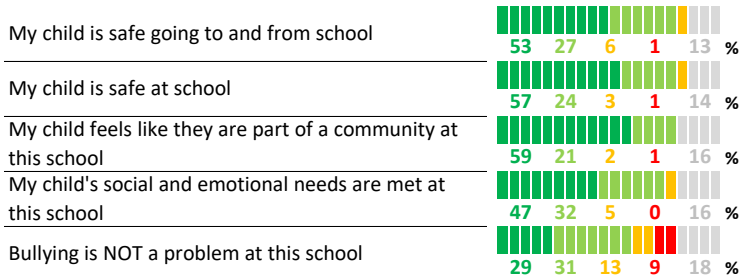 My child is safe going to and from school
53 27 6 1 13 %
My child is safe at school
57 24 3 1 14 %
My child feels like they are part of a community at
this school
59 21 2 1 16 %
My child's social and emotional needs are met at
this school
47 32 5 0 16 %
Bullying is NOT a problem at this school
29 31 13 9 18 %